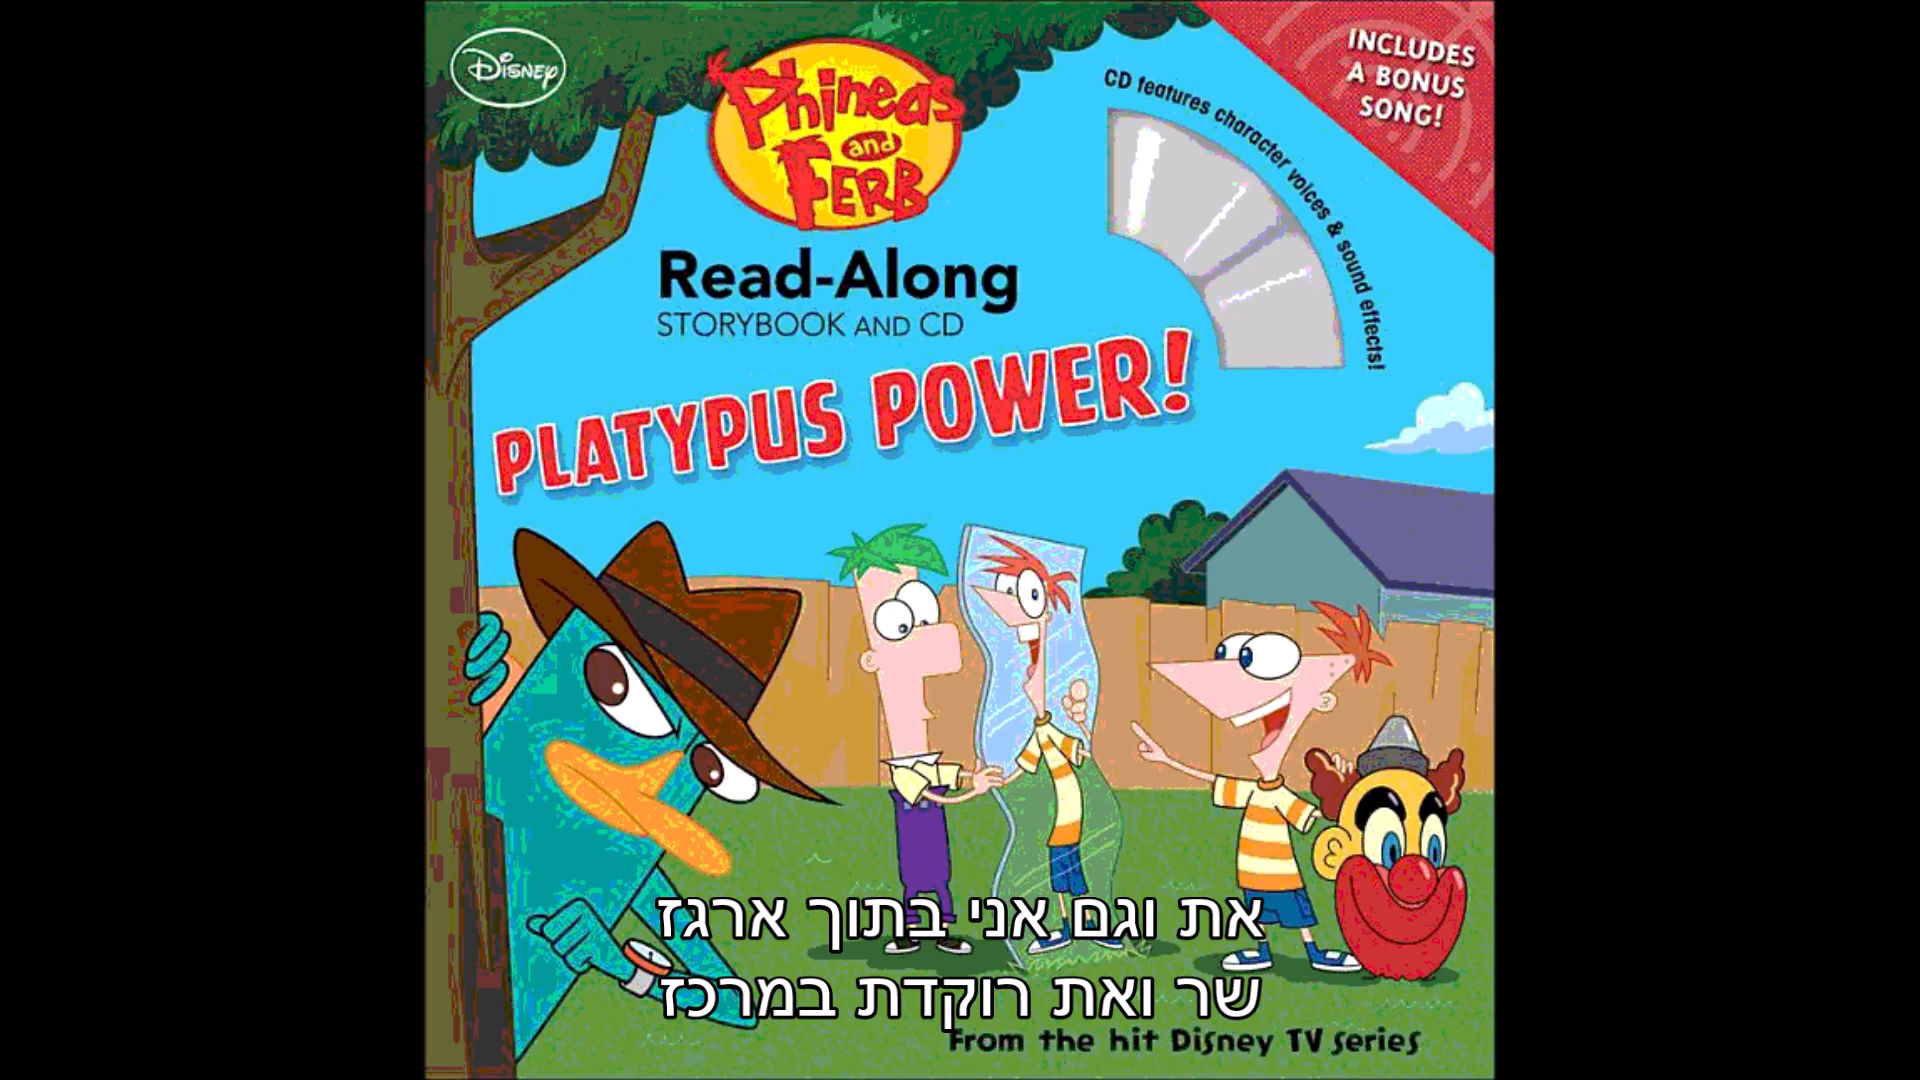 Disney
Phineas
and
Ferb
INCLUDES
A BONUS
SONG!
CD features character voices & sound effects!
Read-Along
STORYBOOK AND CD
PLATYPUS POWER!
את וגם אני בתוך ארגז
שר ואת רוקדת במרכז
From the hit Disney TV series